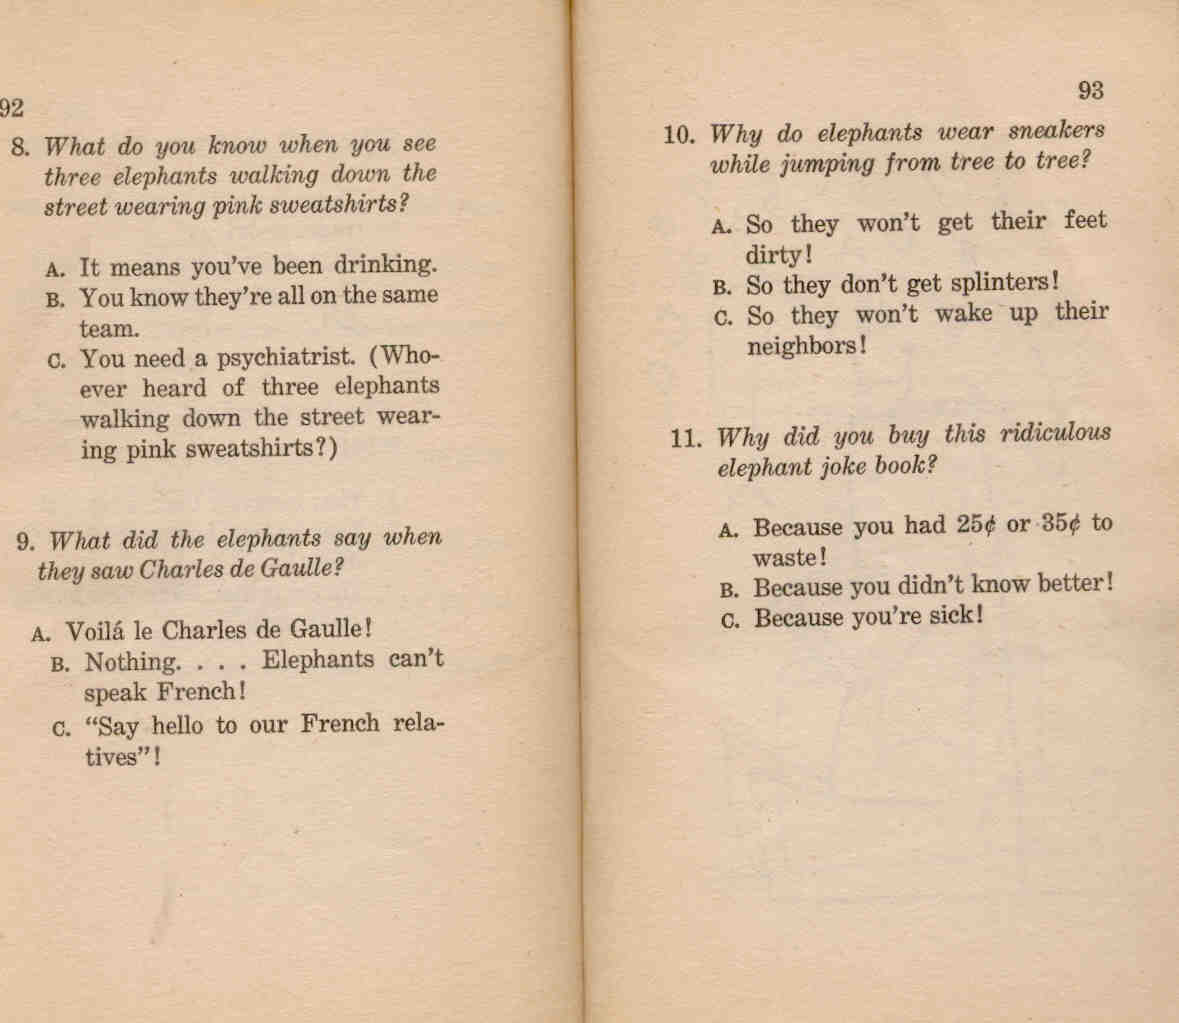 92
8. What do you know when you see
three elephants walking down the
street wearing pink sweatshirts?
A. It means you've been drinking.
B. You know they're all on the same
team.
C. You need a psychiatrist. (Who-
ever heard of three elephants
walking down the street wear-
ing pink sweatshirts?)
9. What did the elephants say when
they saw Charles de Gaulle?
A. Voilá le Charles de Gaulle!
B. Nothing. . . . Elephants can't
speak French!
C. “Say hello to our French rela-
tives”!
93
10. Why do elephants wear sneakers
while jumping from tree to tree?
A. So they won't get their feet
dirty!
B. So they don't get splinters!
C. So they won't wake up their
neighbors!
11. Why did you buy this ridiculous
elephant joke book?
A. Because you had 25¢ or 35¢ to
waste!
B. Because you didn't know better!
C. Because you're sick!